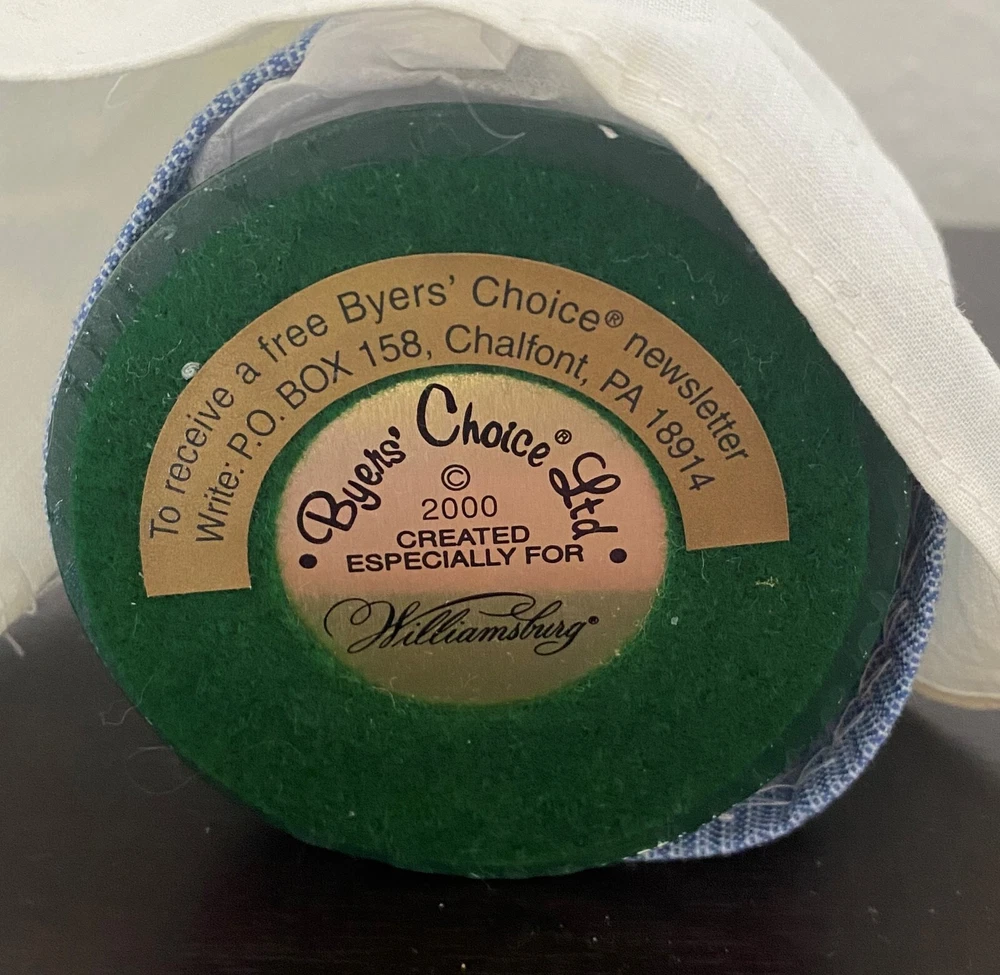 To receive a free Byers' Choice® newsletter
Write: P.O. BOX 158, Chalfont, PA 18914
Byers' Choice® Ltd
©
2000
CREATED
• ESPECIALLY FOR •
Williamsburg®